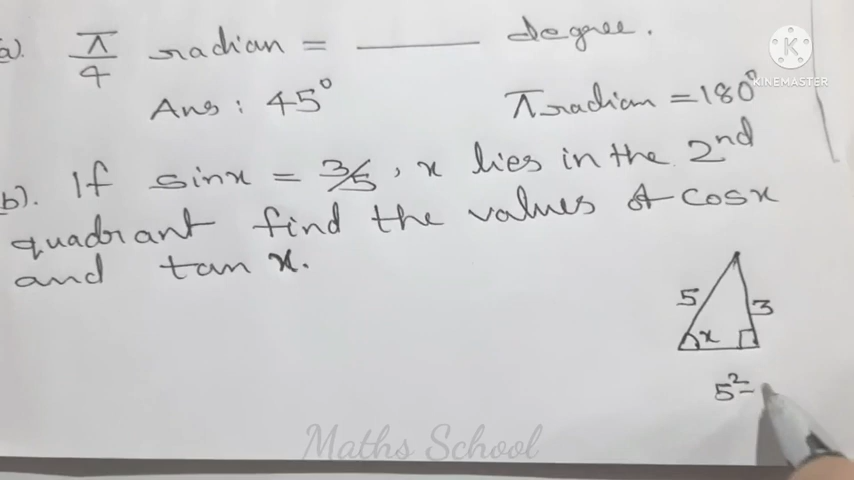 a). π/4 radian = ______ degree.
Ans : 45° π radian = 180°
b). If sinx = 3/5, x lies in the 2nd
quadrant find the values of cosx
and tan x.
5 3
x
5² -
K
KINEMASTER
Maths School